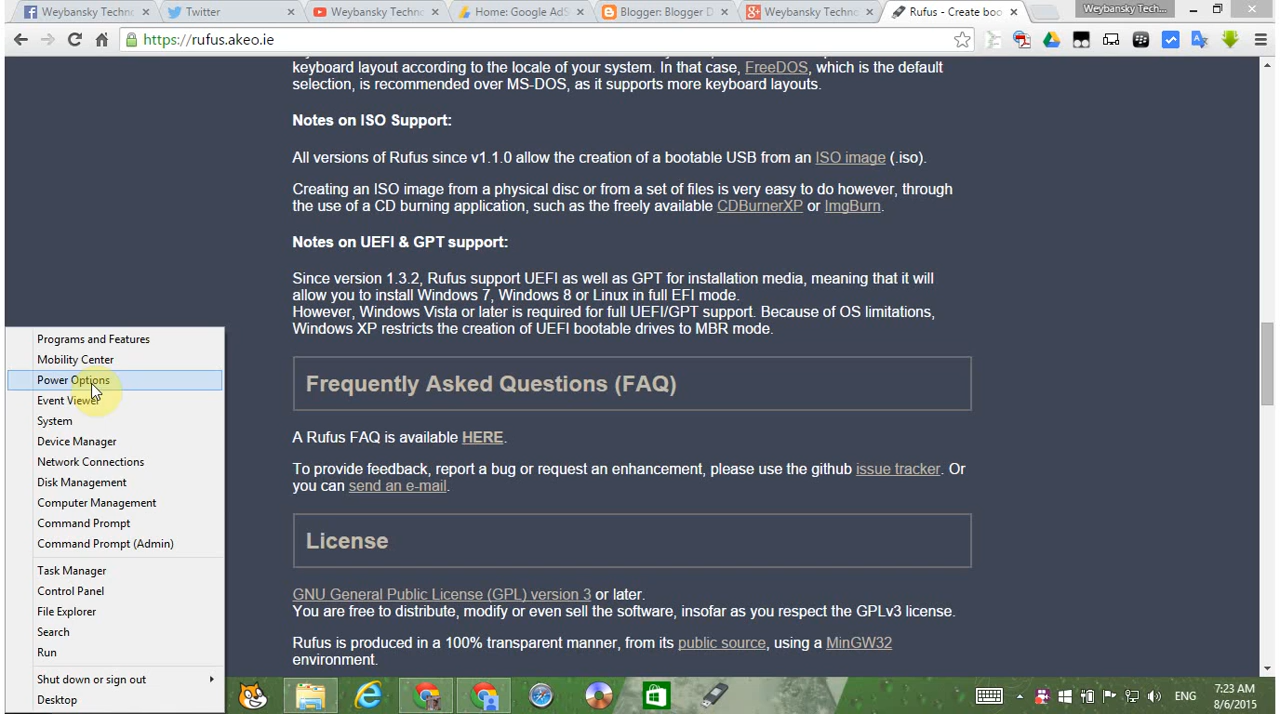 Weybansky Techno
Twitter
Weybansky Techno
Home: Google AdS
Blogger: Blogger D
Weybansky Techno
Rufus - Create boo
Weybansky Tech...
https://rufus.akeo.ie
keyboard layout according to the locale of your system. In that case, FreeDOS, which is the default
selection, is recommended over MS-DOS, as it supports more keyboard layouts.
Notes on ISO Support:
All versions of Rufus since v1.1.0 allow the creation of a bootable USB from an ISO image (.iso).
Creating an ISO image from a physical disc or from a set of files is very easy to do however, through
the use of a CD burning application, such as the freely available CDBurnerXP or ImgBurn.
Notes on UEFI & GPT support:
Since version 1.3.2, Rufus support UEFI as well as GPT for installation media, meaning that it will
allow you to install Windows 7, Windows 8 or Linux in full EFI mode.
However, Windows Vista or later is required for full UEFI/GPT support. Because of OS limitations,
Windows XP restricts the creation of UEFI bootable drives to MBR mode.
Frequently Asked Questions (FAQ)
A Rufus FAQ is available HERE.
To provide feedback, report a bug or request an enhancement, please use the github issue tracker. Or
you can send an e-mail.
License
GNU General Public License (GPL) version 3 or later.
You are free to distribute, modify or even sell the software, insofar as you respect the GPLv3 license.
Rufus is produced in a 100% transparent manner, from its public source, using a MinGW32
environment.
Programs and Features
Mobility Center
Power Options
Event Viewer
System
Device Manager
Network Connections
Disk Management
Computer Management
Command Prompt
Command Prompt (Admin)
Task Manager
Control Panel
File Explorer
Search
Run
Shut down or sign out
Desktop
ENG
7:23 AM
8/6/2015